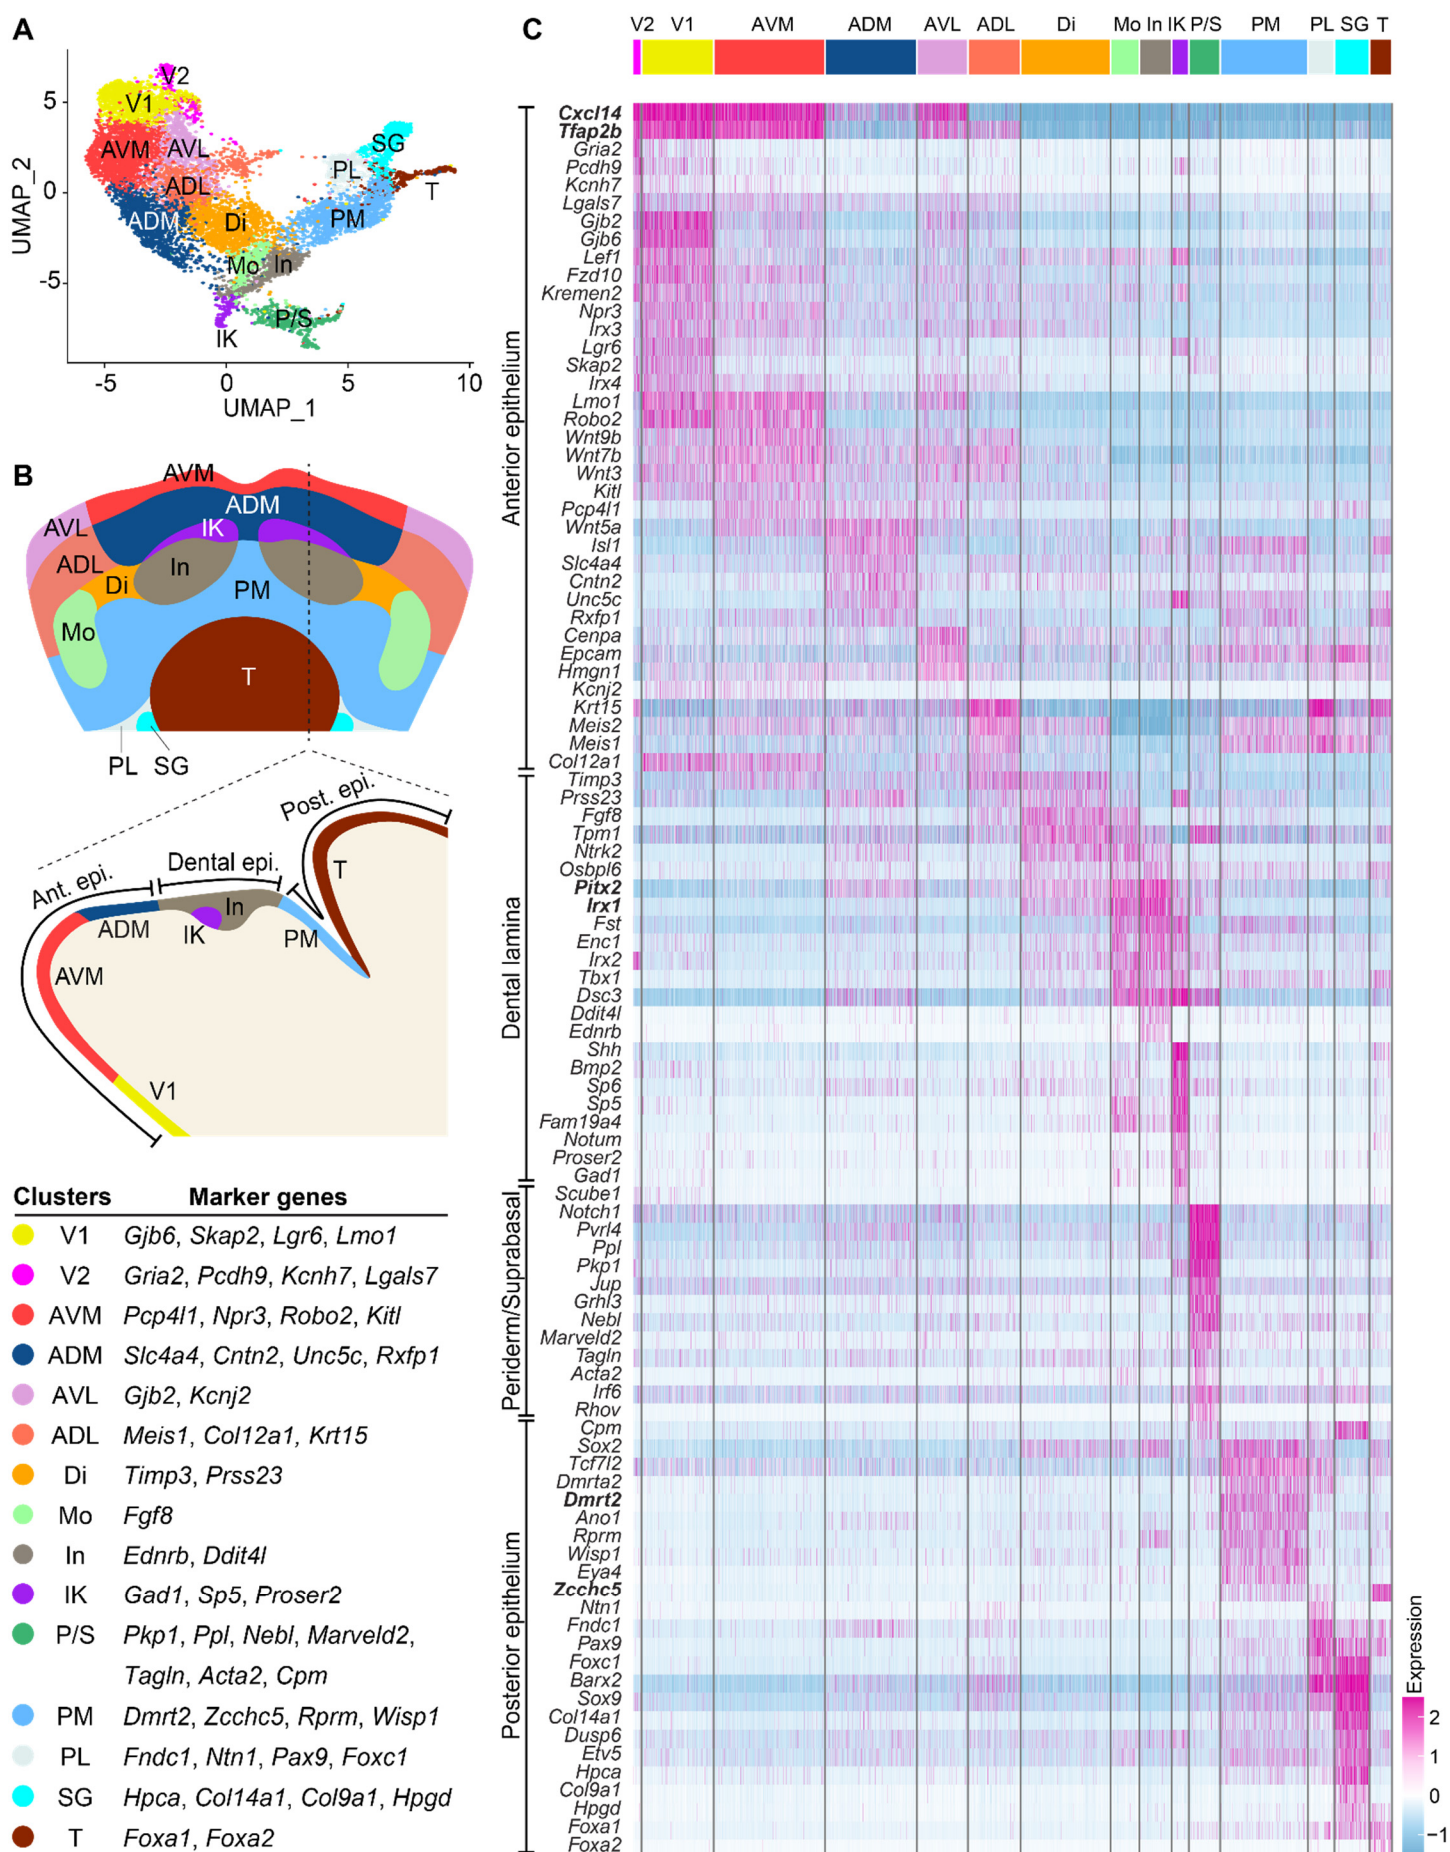 A
V2
V1
AVM
AVL
ADL
ADM
Di
Mo
In
IK
P/S
PM
PL
SG
T
5
0
-5
UMAP_2
-5
0
5
10
UMAP_1
B
AVM
ADM
AVL
IK
ADL
In
Di
PM
Mo
T
PL
SG
Post. epi.
T
Dental epi.
Ant. epi.
T
In
ADM
IK
PM
AVM
V1
Clusters Marker genes
V1 Gjb6, Skap2, Lgr6, Lmo1
V2 Gria2, Pcdh9, Kcnh7, Lgals7
AVM Pcp4l1, Npr3, Robo2, Kitl
ADM Slc4a4, Cntn2, Unc5c, Rxfp1
AVL Gjb2, Kcnj2
ADL Meis1, Col12a1, Krt15
Di Timp3, Prss23
Mo Fgf8
In Ednrb, Ddit4l
IK Gad1, Sp5, Proser2
P/S Pkp1, Ppl, Nebl, Marveld2,
Tagln, Acta2, Cpm
PM Dmrt2, Zcchc5, Rprm, Wisp1
PL Fndc1, Ntn1, Pax9, Foxc1
SG Hpca, Col14a1, Col9a1, Hpgd
T Foxa1, Foxa2
C
V2 V1 AVM ADM AVL ADL Di Mo In IK P/S PM PL SG T
Anterior epithelium
Cxcl14
Tfap2b
Gria2
Pcdh9
Kcnh7
Lgals7
Gjb2
Gjb6
Lef1
Fzd10
Kremen2
Npr3
Irx3
Lgr6
Skap2
Irx4
Lmo1
Robo2
Wnt9b
Wnt7b
Wnt3
Kitl
Pcp4l1
Wnt5a
Isl1
Slc4a4
Cntn2
Unc5c
Rxfp1
Cenpa
Epcam
Hmgn1
Kcnj2
Krt15
Meis2
Meis1
Col12a1
Dental lamina
Timp3
Prss23
Fgf8
Tpm1
Ntrk2
Osbpl6
Pitx2
Irx1
Fst
Enc1
Irx2
Tbx1
Dsc3
Ddit4l
Ednrb
Shh
Bmp2
Sp6
Sp5
Fam19a4
Notum
Proser2
Gad1
Scube1
Periderm/Suprabasal
Notch1
Pvrl4
Ppl
Pkp1
Jup
Grhl3
Nebl
Marveld2
Tagln
Acta2
Irf6
Rhov
Posterior epithelium
Cpm
Sox2
Tcf7l2
Dmrta2
Dmrt2
Ano1
Rprm
Wisp1
Eya4
Zcchc5
Ntn1
Fndc1
Pax9
Foxc1
Barx2
Sox9
Col14a1
Dusp6
Etv5
Hpca
Col9a1
Hpgd
Foxa1
Foxa2
Expression
2
1
0
−1